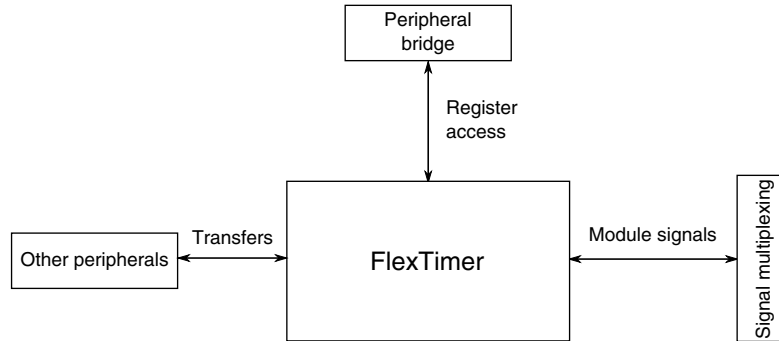 Peripheral
bridge
Register
access
Other peripherals
Transfers
FlexTimer
Module signals
Signal multiplexing